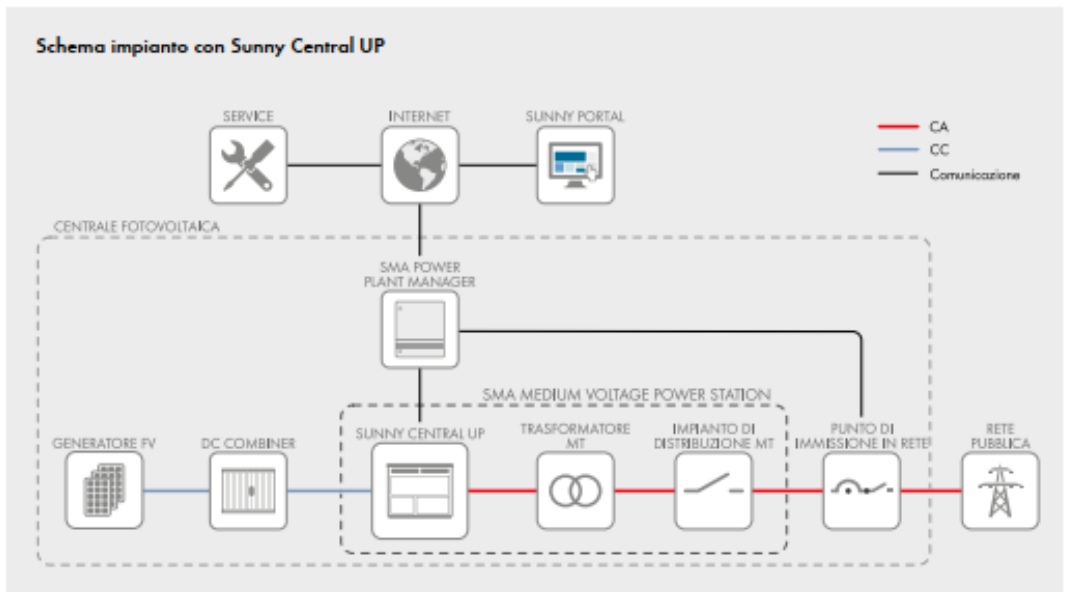 Schema impianto con Sunny Central UP
SERVICE
INTERNET
SUNNY PORTAL
CA
CC
Comunicazione
CENTRALE FOTOVOLTAICA
SMA POWER
PLANT MANAGER
SMA MEDIUM VOLTAGE POWER STATION
GENERATORE FV
DC COMBINER
SUNNY CENTRAL UP
TRASFORMATORE
MT
IMPIANTO DI
DISTRIBUZIONE MT
PUNTO DI
IMMISSIONE IN RETE
RETE
PUBBLICA